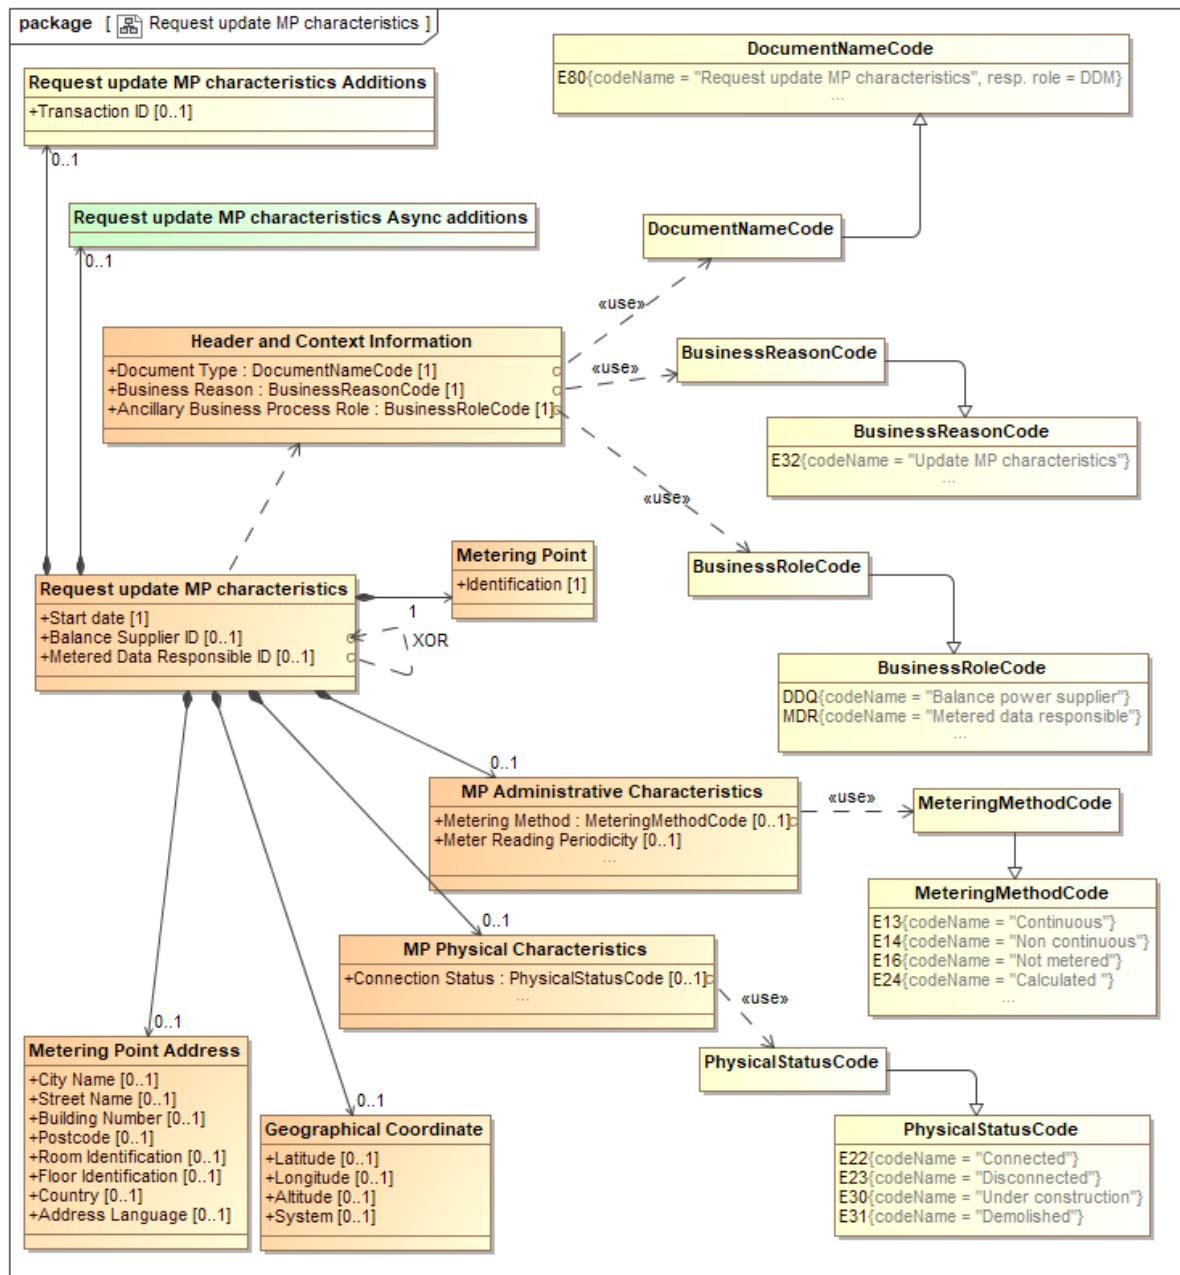 package [ Request update MP characteristics ]
DocumentNameCode
E80{codeName = "Request update MP characteristics", resp. role = DDM}
...
Request update MP characteristics Additions
+Transaction ID [0..1]
0..1
Request update MP characteristics Async additions
0..1
DocumentNameCode
«use»
Header and Context Information
+Document Type : DocumentNameCode [1]
+Business Reason : BusinessReasonCode [1]
+Ancillary Business Process Role : BusinessRoleCode [1]
«use»
BusinessReasonCode
BusinessReasonCode
E32{codeName = "Update MP characteristics"}
...
«use»
Metering Point
+Identification [1]
1
BusinessRoleCode
Request update MP characteristics
+Start date [1]
+Balance Supplier ID [0..1]
+Metered Data Responsible ID [0..1]
XOR
BusinessRoleCode
DDQ{codeName = "Balance power supplier"}
MDR{codeName = "Metered data responsible"}
...
0..1
MP Administrative Characteristics
+Metering Method : MeteringMethodCode [0..1]
+Meter Reading Periodicity [0..1]
...
«use»
MeteringMethodCode
MeteringMethodCode
E13{codeName = "Continuous"}
E14{codeName = "Non continuous"}
E16{codeName = "Not metered"}
E24{codeName = "Calculated "}
...
0..1
MP Physical Characteristics
+Connection Status : PhysicalStatusCode [0..1]
...
«use»
PhysicalStatusCode
0..1
Metering Point Address
+City Name [0..1]
+Street Name [0..1]
+Building Number [0..1]
+Postcode [0..1]
+Room Identification [0..1]
+Floor Identification [0..1]
+Country [0..1]
+Address Language [0..1]
0..1
Geographical Coordinate
+Latitude [0..1]
+Longitude [0..1]
+Altitude [0..1]
+System [0..1]
PhysicalStatusCode
E22{codeName = "Connected"}
E23{codeName = "Disconnected"}
E30{codeName = "Under construction"}
E31{codeName = "Demolished"}